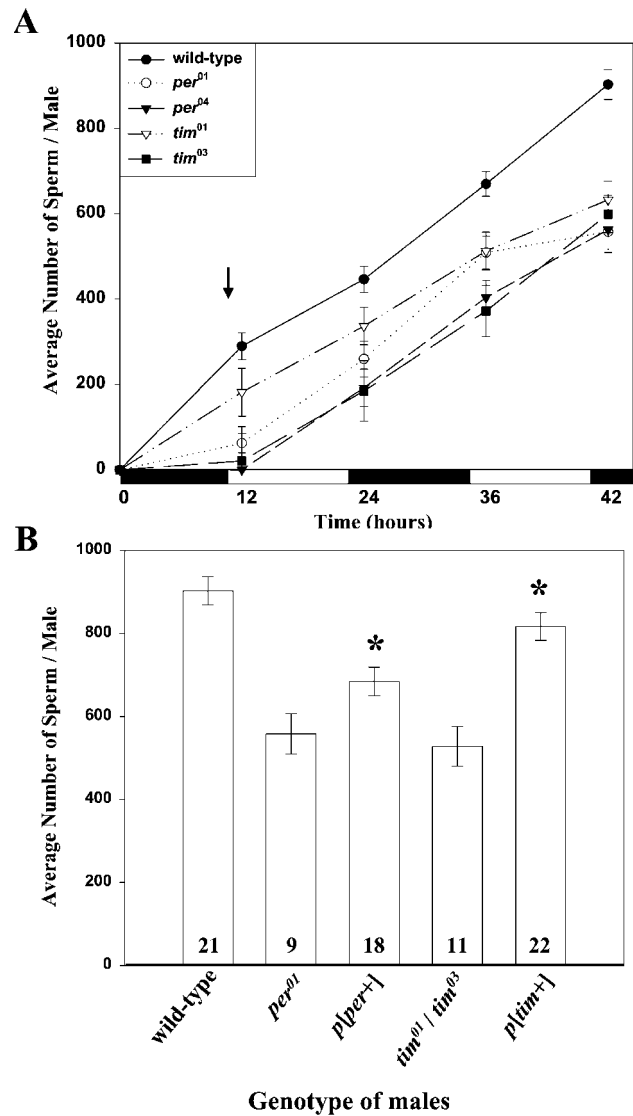 A
1000
800
600
400
200
0
Average Number of Sperm / Male
wild-type
per01
per04
tim01
tim03
0 12 24 36 42
Time (hours)
B
1000
800
600
400
200
0
Average Number of Sperm / Male
*
*
21 9 18 11 22
wild-type
per01
p[per+]
tim01 / tim03
p[tim+]
Genotype of males